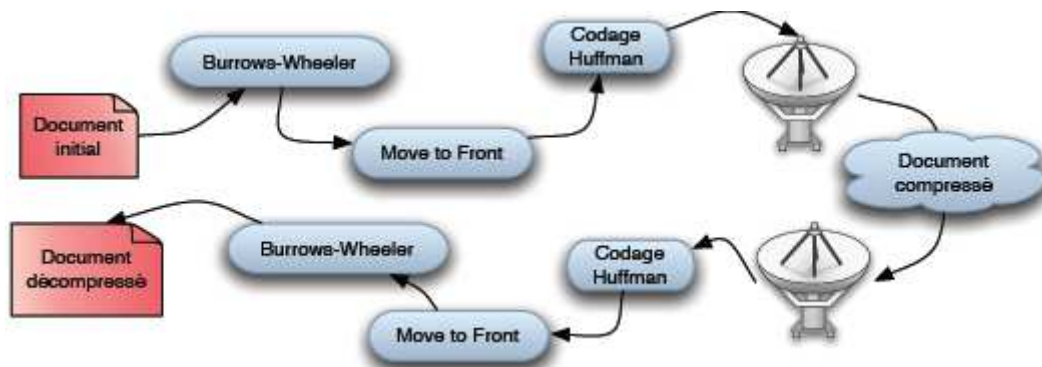 Codage
Huffman
Burrows-Wheeler
Document
initial
Move to Front
Document
compressé
Document
décompressé
Burrows-Wheeler
Codage
Huffman
Move to Front